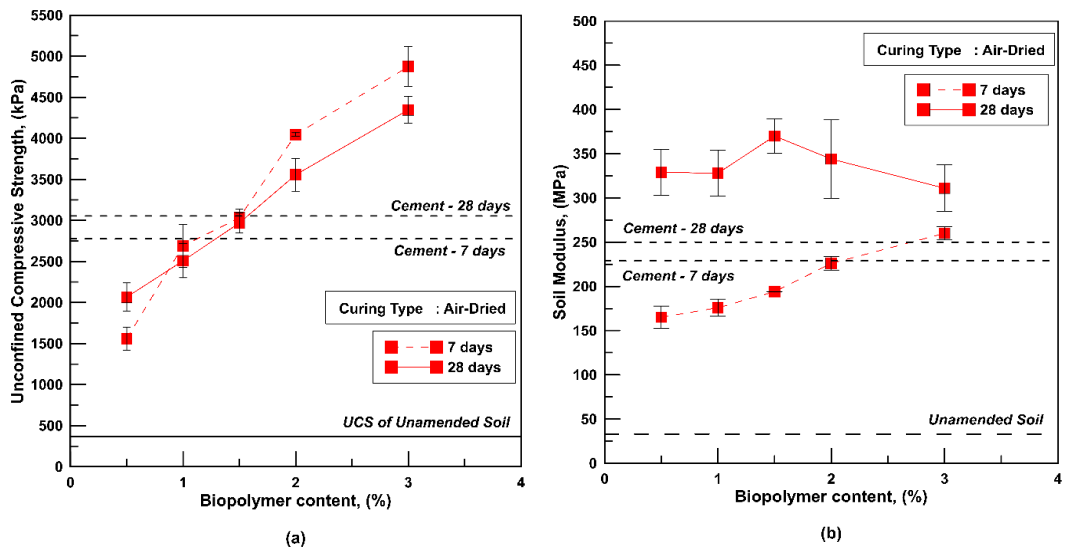 5500
5000
4500
4000
3500
3000
2500
2000
1500
1000
500
0
Unconfined Compressive Strength, (kPa)
Cement - 28 days
Cement - 7 days
Curing Type : Air-Dried
7 days
28 days
UCS of Unamended Soil
0 1 2 3 4
Biopolymer content, (%)
(a)
500
450
400
350
300
250
200
150
100
50
0
Soil Modulus, (MPa)
Curing Type : Air-Dried
7 days
28 days
Cement - 28 days
Cement - 7 days
Unamended Soil
0 1 2 3 4
Biopolymer content, (%)
(b)